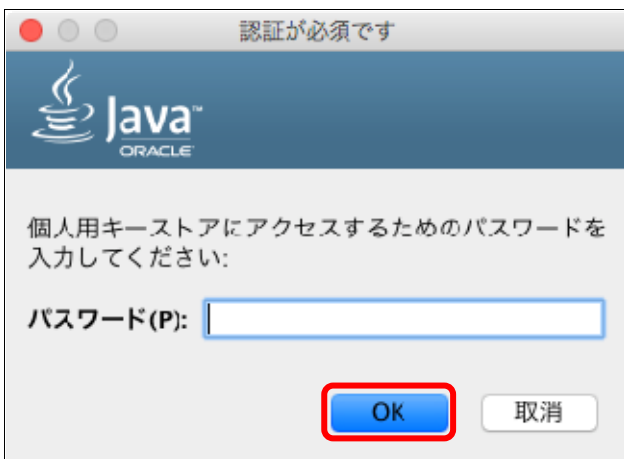 認証が必須です
Java™
ORACLE
個人用キーストアにアクセスするためのパスワードを
入力してください:
パスワード(P):
OK 取消